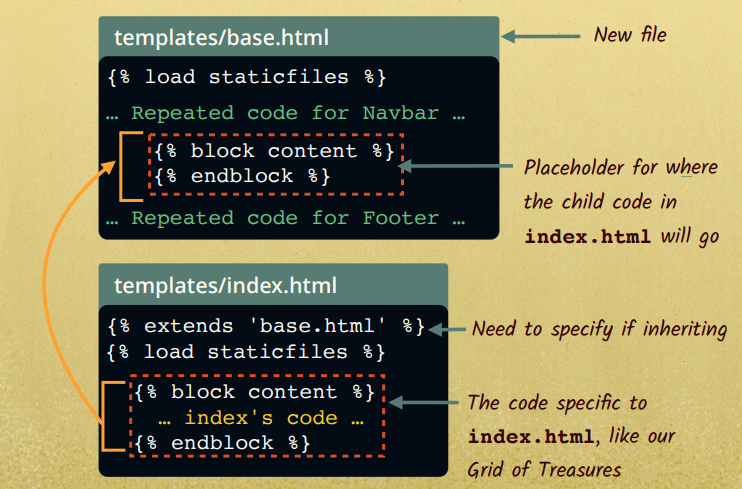 templates/base.html
New file
{% load staticfiles %}
… Repeated code for Navbar …
{% block content %}
{% endblock %}
Placeholder for where
the child code in
index.html will go
… Repeated code for Footer …
templates/index.html
{% extends 'base.html' %}
Need to specify if inheriting
{% load staticfiles %}
{% block content %}
… index's code …
{% endblock %}
The code specific to
index.html, like our
Grid of Treasures